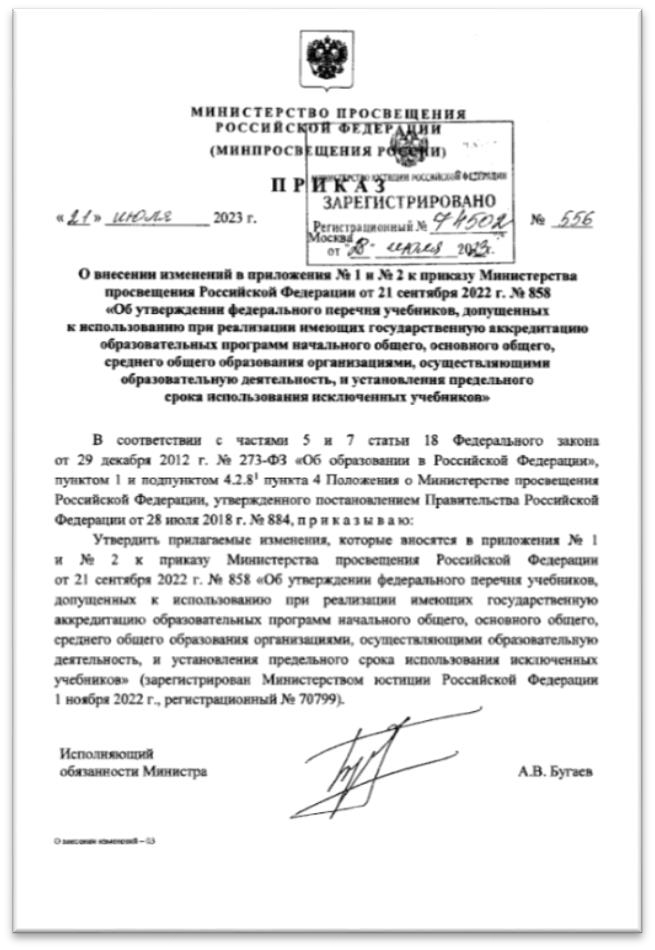 МИНИСТЕРСТВО ПРОСВЕЩЕНИЯ
РОССИЙСКОЙ ФЕДЕРАЦИИ
(МИНПРОСВЕЩЕНИЯ РОССИИ)
ПРИКАЗ
МИНИСТЕРСТВО ЮСТИЦИИ РОССИЙСКОЙ ФЕДЕРАЦИИ
ЗАРЕГИСТРИРОВАНО
Регистрационный № 74502
от "28" июля 2023г.
«21» июля 2023 г.
Москва
№ 556
О внесении изменений в приложения № 1 и № 2 к приказу Министерства
просвещения Российской Федерации от 21 сентября 2022 г. № 858
«Об утверждении федерального перечня учебников, допущенных
к использованию при реализации имеющих государственную аккредитацию
образовательных программ начального общего, основного общего,
среднего общего образования организациями, осуществляющими
образовательную деятельность, и установления предельного
срока использования исключенных учебников»
В соответствии с частями 5 и 7 статьи 18 Федерального закона
от 29 декабря 2012 г. № 273-ФЗ «Об образовании в Российской Федерации»,
пунктом 1 и подпунктом 4.2.8¹ пункта 4 Положения о Министерстве просвещения
Российской Федерации, утвержденного постановлением Правительства Российской
Федерации от 28 июля 2018 г. № 884, п р и к а з ы в а ю:
Утвердить прилагаемые изменения, которые вносятся в приложения № 1
и № 2 к приказу Министерства просвещения Российской Федерации
от 21 сентября 2022 г. № 858 «Об утверждении федерального перечня учебников,
допущенных к использованию при реализации имеющих государственную
аккредитацию образовательных программ начального общего, основного общего,
среднего общего образования организациями, осуществляющими образовательную
деятельность, и установления предельного срока использования исключенных
учебников» (зарегистрирован Министерством юстиции Российской Федерации
1 ноября 2022 г., регистрационный № 70799).
Исполняющий
обязанности Министра
А.В. Бугаев
О внесении изменений – 03